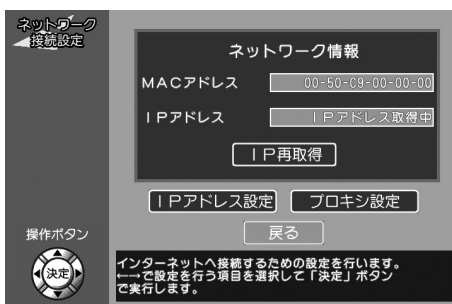 ネットワーク
接続設定
ネットワーク情報
MACアドレス 00-50-C9-00-00-00
IPアドレス IPアドレス取得中
IP再取得
IPアドレス設定 プロキシ設定
戻る
操作ボタン
決定
インターネットへ接続するための設定を行います。
←→で設定を行う項目を選択して「決定」ボタン
で実行します。